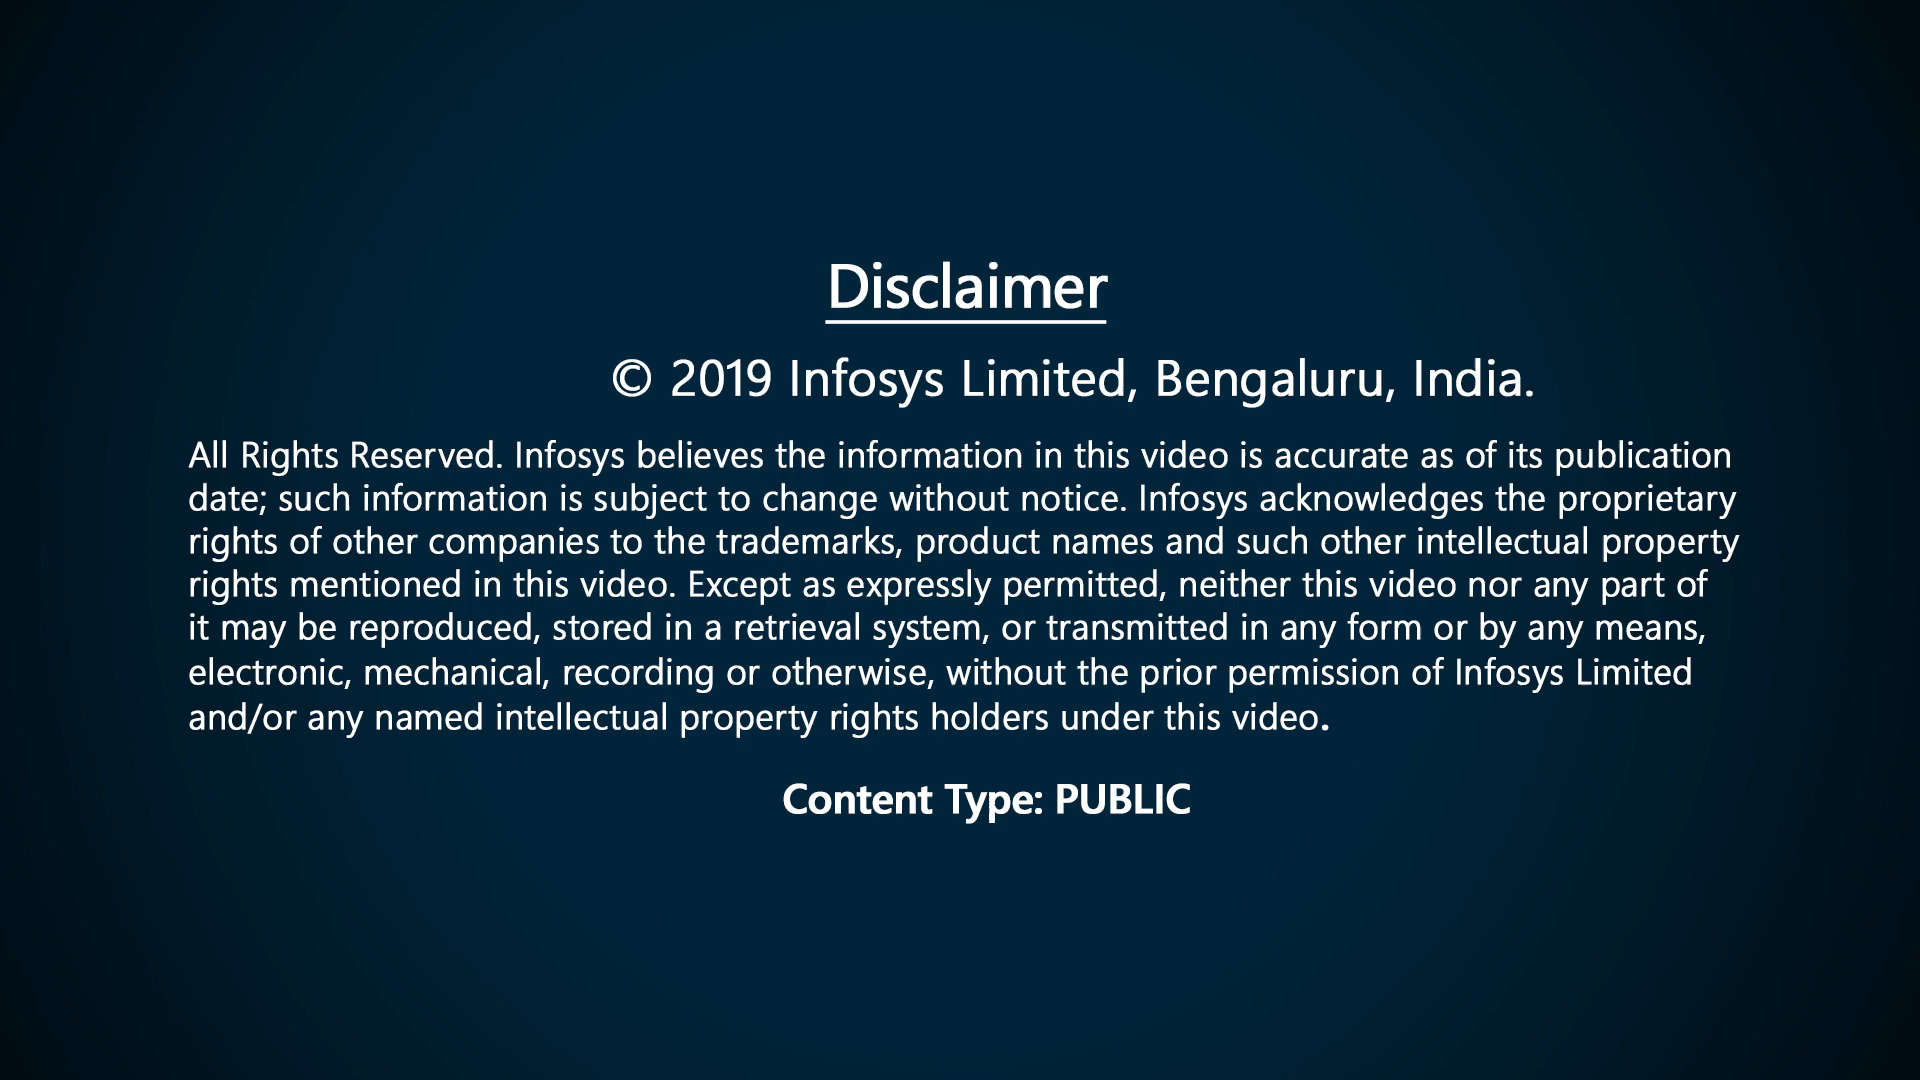 Disclaimer
© 2019 Infosys Limited, Bengaluru, India.
All Rights Reserved. Infosys believes the information in this video is accurate as of its publication
date; such information is subject to change without notice. Infosys acknowledges the proprietary
rights of other companies to the trademarks, product names and such other intellectual property
rights mentioned in this video. Except as expressly permitted, neither this video nor any part of
it may be reproduced, stored in a retrieval system, or transmitted in any form or by any means,
electronic, mechanical, recording or otherwise, without the prior permission of Infosys Limited
and/or any named intellectual property rights holders under this video.
Content Type: PUBLIC